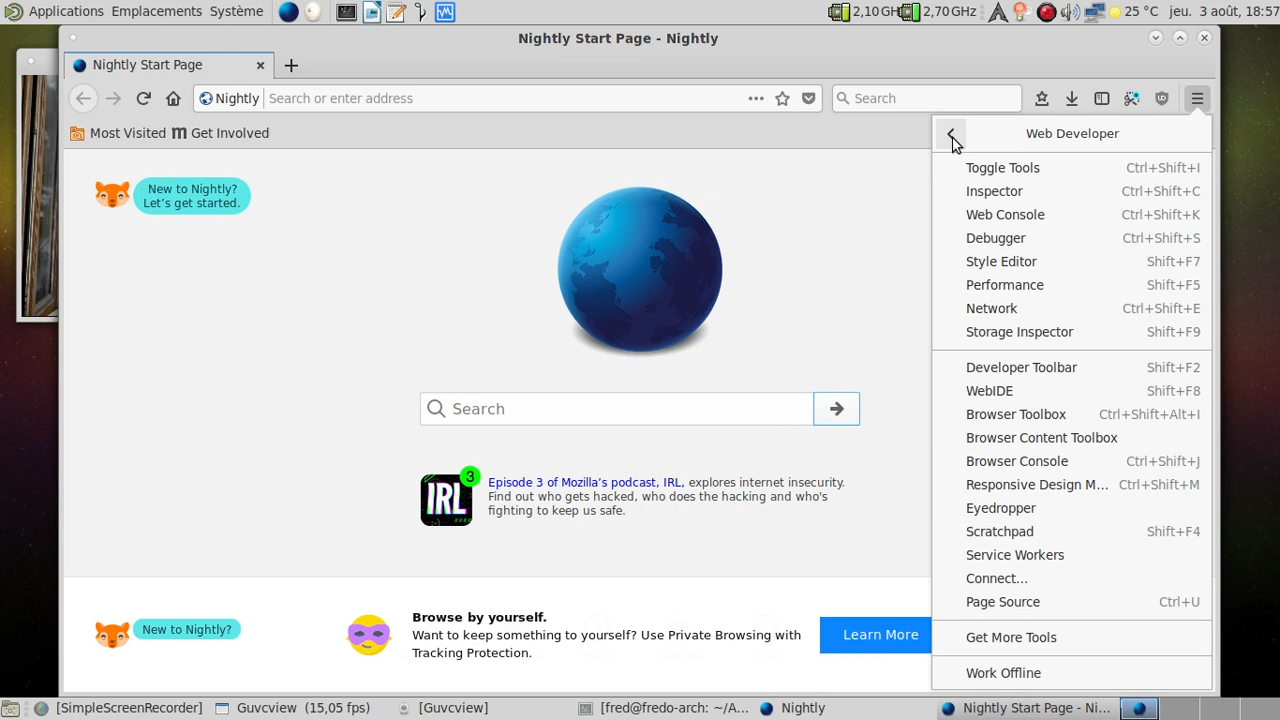 Applications Emplacements Système 2,10 GH 2,70 GHz 25 °C jeu. 3 août, 18:57
Nightly Start Page - Nightly
Nightly Start Page
Nightly Search or enter address Search
Most Visited Get Involved
New to Nightly?
Let's get started.
Search
3
IRL
Episode 3 of Mozilla's podcast, IRL, explores internet insecurity.
Find out who gets hacked, who does the hacking and who's
fighting to keep us safe.
New to Nightly?
Browse by yourself.
Want to keep something to yourself? Use Private Browsing with
Tracking Protection.
Learn More
Web Developer
Toggle Tools Ctrl+Shift+I
Inspector Ctrl+Shift+C
Web Console Ctrl+Shift+K
Debugger Ctrl+Shift+S
Style Editor Shift+F7
Performance Shift+F5
Network Ctrl+Shift+E
Storage Inspector Shift+F9
Developer Toolbar Shift+F2
WebIDE Shift+F8
Browser Toolbox Ctrl+Shift+Alt+I
Browser Content Toolbox
Browser Console Ctrl+Shift+J
Responsive Design M... Ctrl+Shift+M
Eyedropper
Scratchpad Shift+F4
Service Workers
Connect...
Page Source Ctrl+U
Get More Tools
Work Offline
[SimpleScreenRecorder] Guvcview (15,05 fps) [Guvcview] [fred@fredo-arch: ~/A... Nightly Nightly Start Page - Ni...